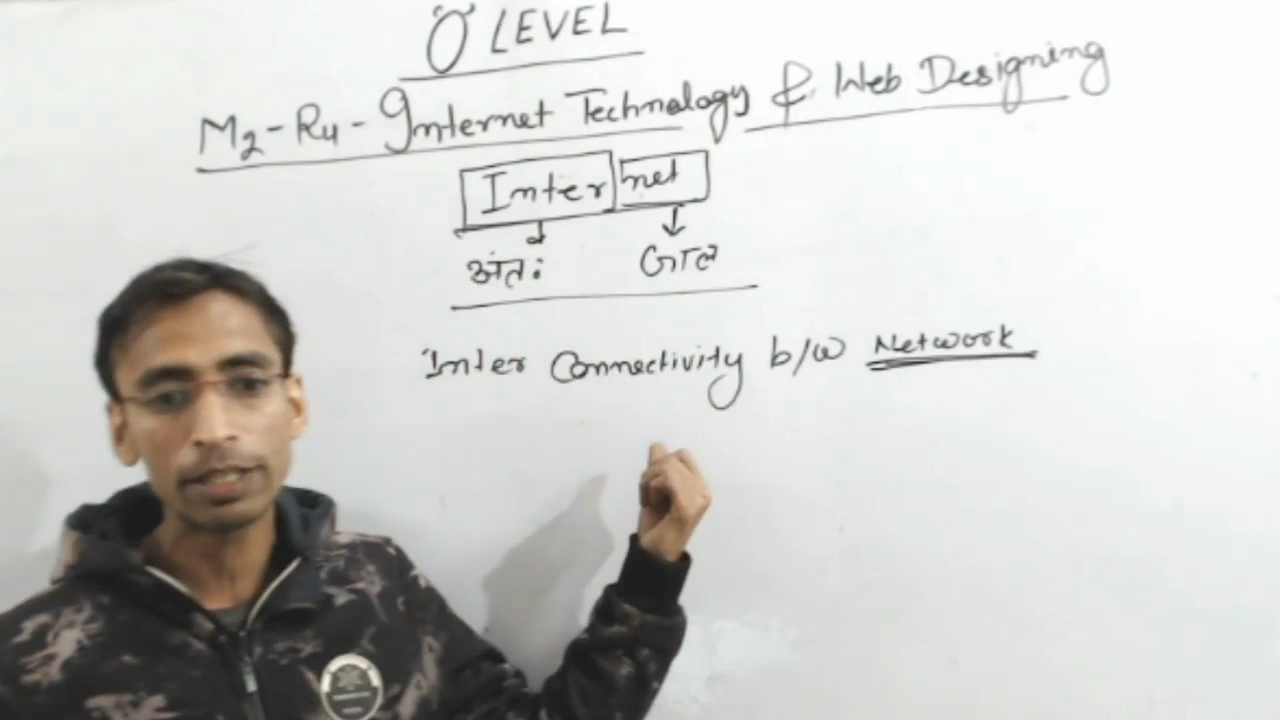 'O' LEVEL
M2-R4-Internet Technology & Web Designing
Inter net
अंत: जाल
Inter Connectivity b/w Network